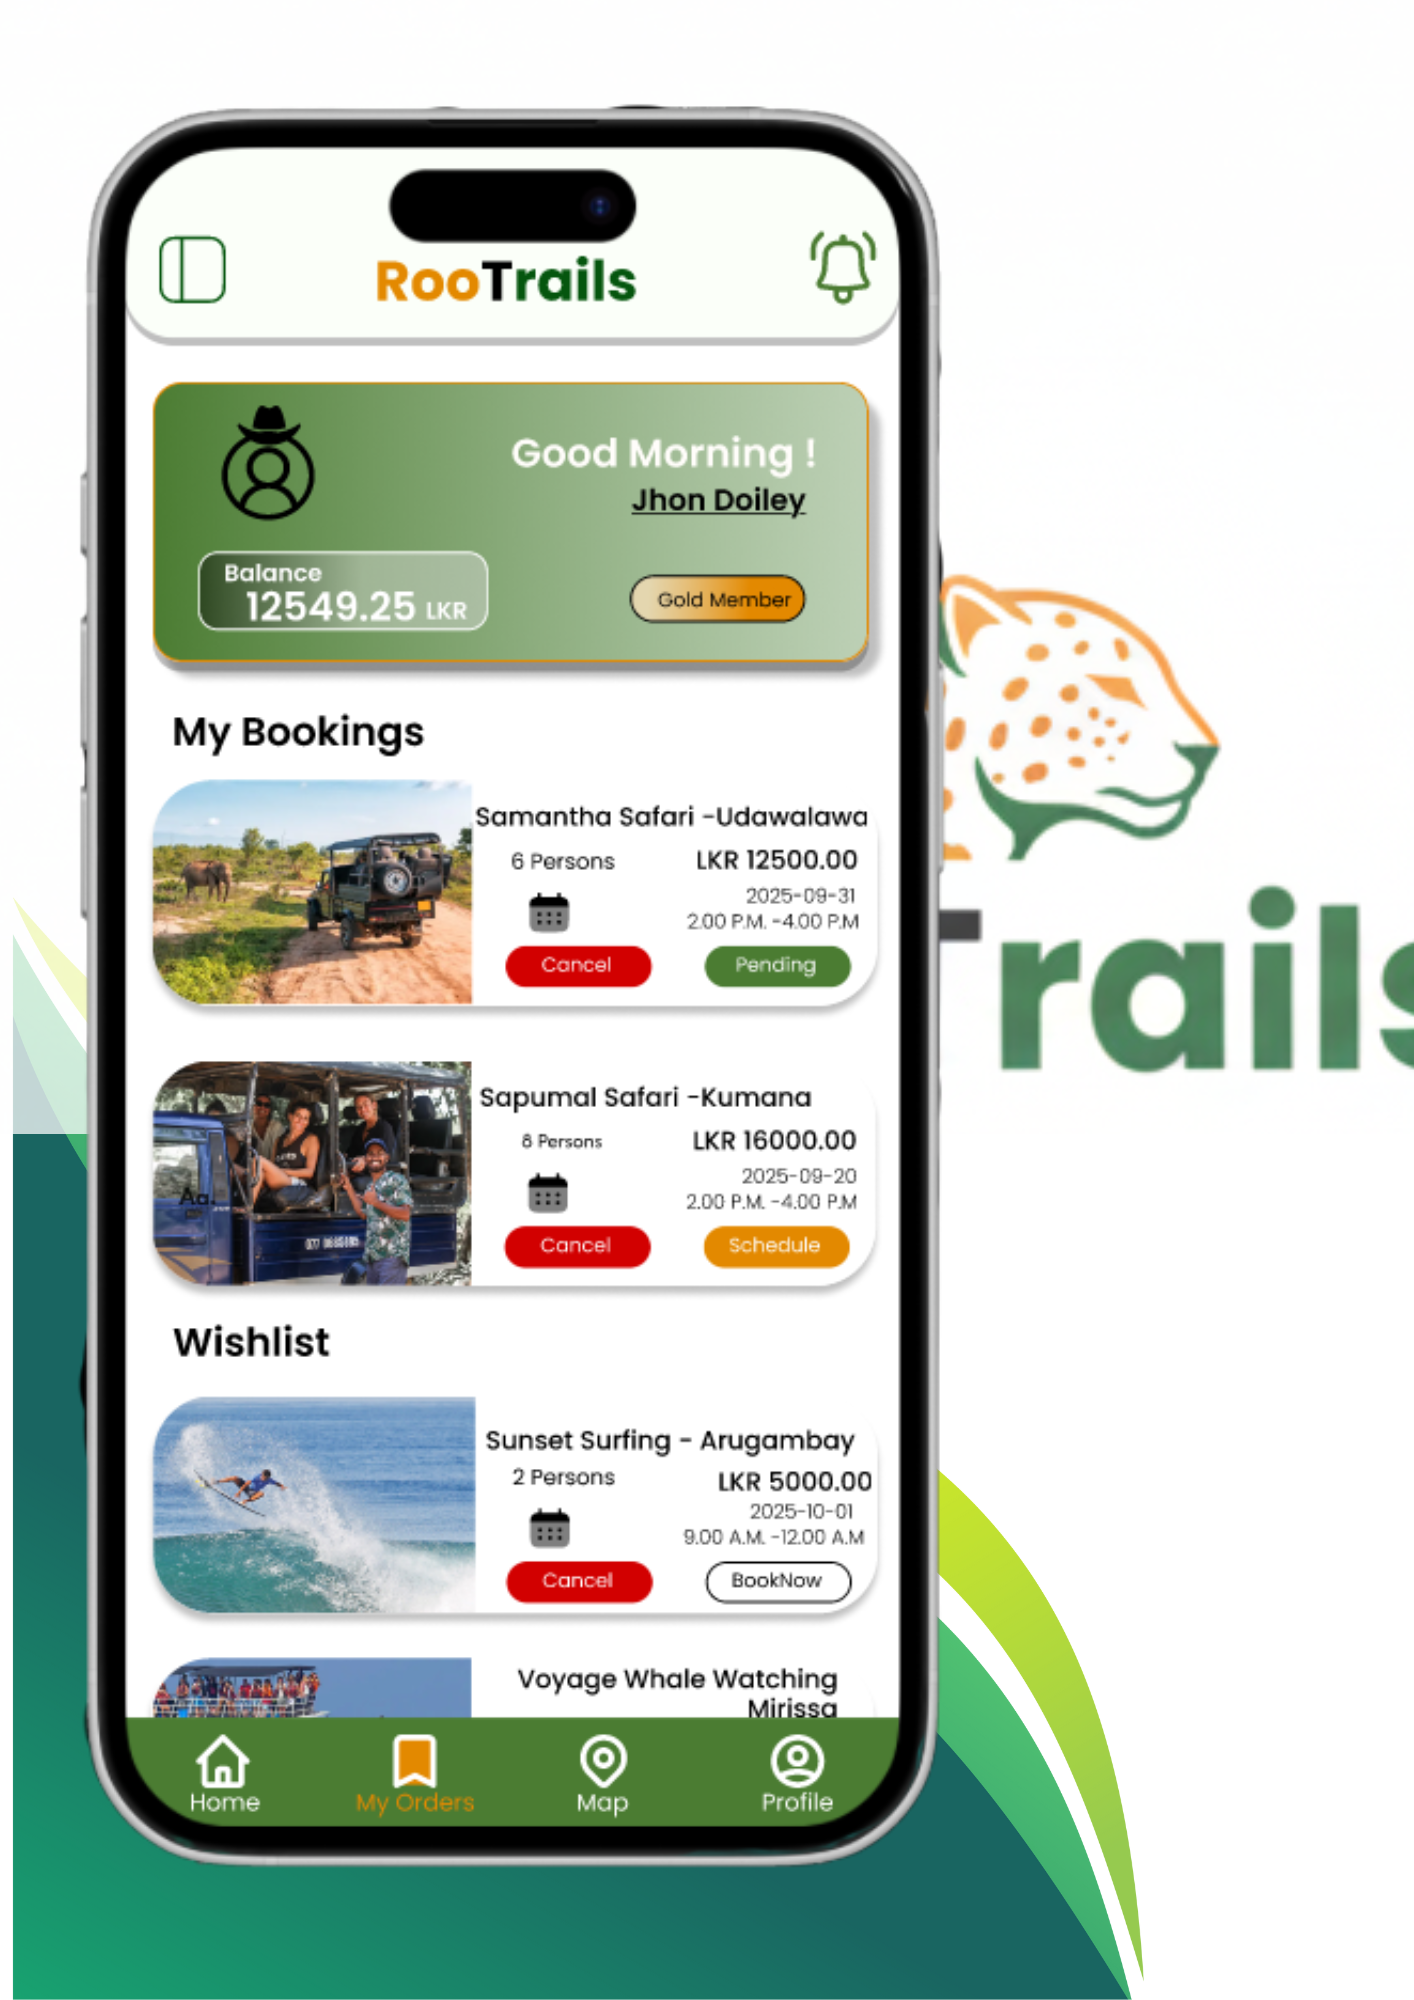 RooTrails
Good Morning !
Jhon Doiley
Balance
12549.25 LKR
Gold Member
My Bookings
Samantha Safari -Udawalawa
6 Persons
LKR 12500.00
2025-09-31
2.00 P.M. -4.00 P.M
Cancel
Pending
Sapumal Safari -Kumana
8 Persons
LKR 16000.00
2025-09-20
2.00 P.M. -4.00 P.M
Cancel
Schedule
Aa.
Wishlist
Sunset Surfing - Arugambay
2 Persons
LKR 5000.00
2025-10-01
9.00 A.M. -12.00 A.M
Cancel
BookNow
Voyage Whale Watching
Mirissa
Home
My Orders
Map
Profile
Trails